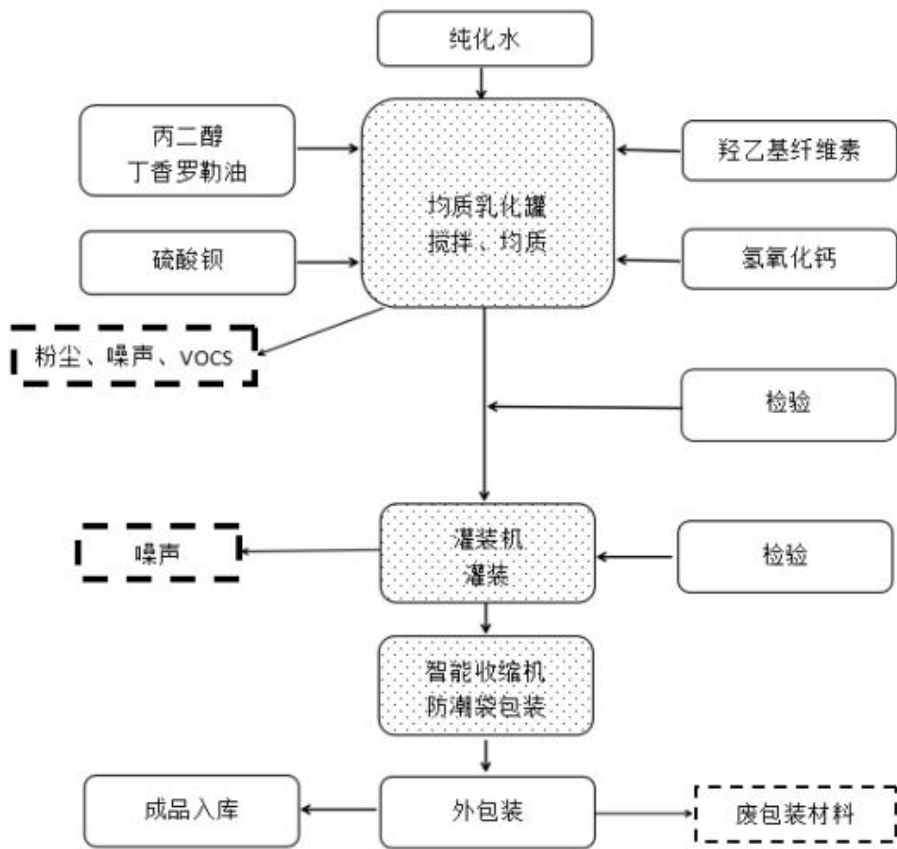 纯化水
丙二醇
丁香罗勒油
羟乙基纤维素
均质乳化罐
搅拌、均质
硫酸钡
氢氧化钙
粉尘、噪声、VOCS
检验
灌装机
灌装
噪声
检验
智能收缩机
防潮袋包装
成品入库
外包装
废包装材料